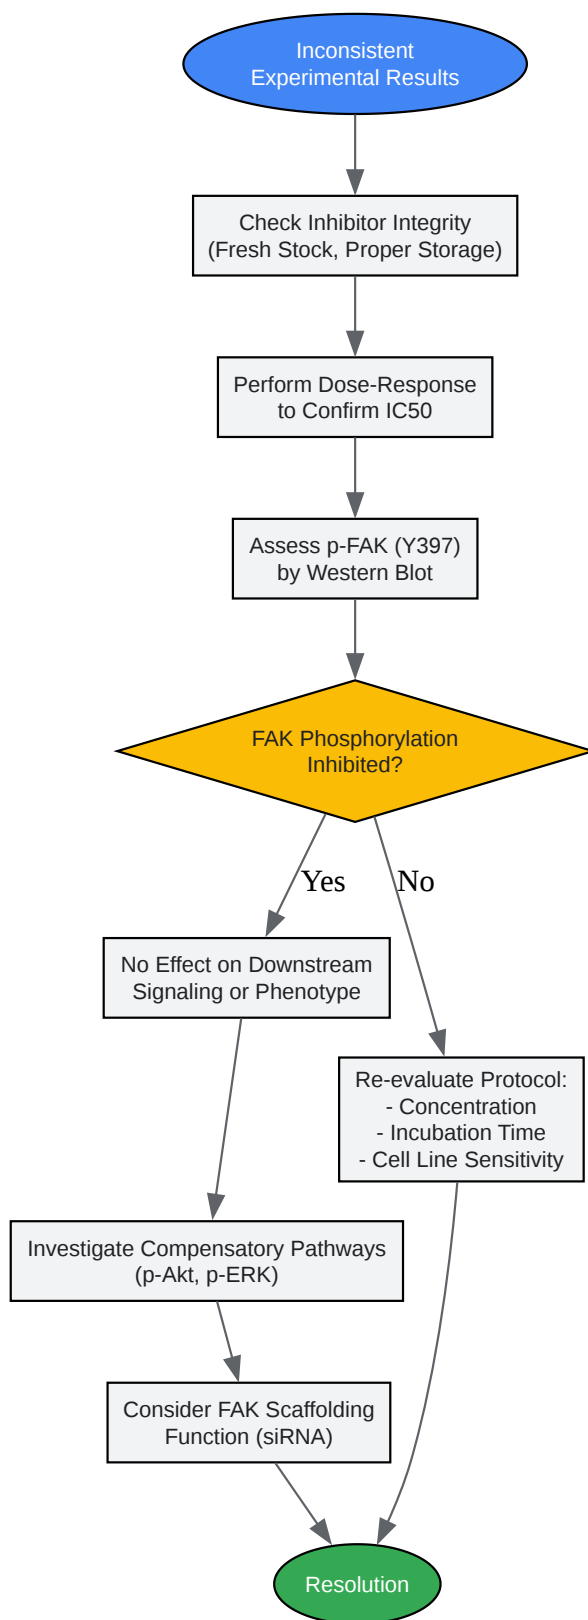 Inconsistent
Experimental Results
Check Inhibitor Integrity
(Fresh Stock, Proper Storage)
Perform Dose-Response
to Confirm IC50
Assess p-FAK (Y397)
by Western Blot
FAK Phosphorylation
Inhibited?
Yes
No
No Effect on Downstream
Signaling or Phenotype
Re-evaluate Protocol:
- Concentration
- Incubation Time
- Cell Line Sensitivity
Investigate Compensatory Pathways
(p-Akt, p-ERK)
Consider FAK Scaffolding
Function (siRNA)
Resolution